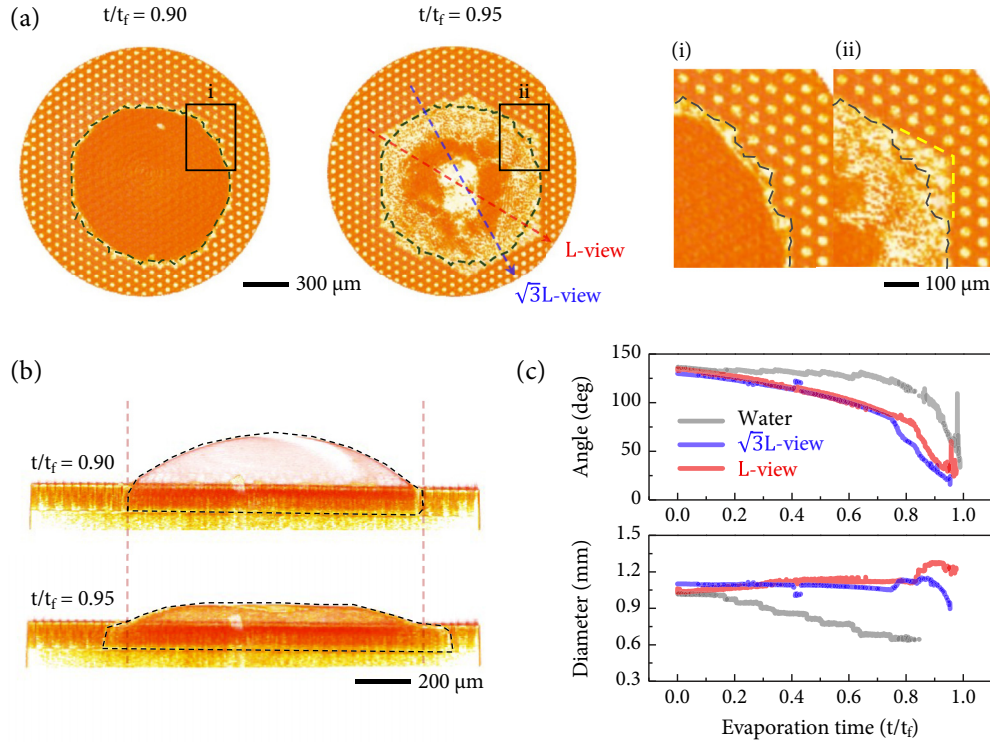 (a)
t/tf = 0.90
t/tf = 0.95
i
ii
L-view
√3L-view
300 μm
(i)
(ii)
100 μm
(b)
t/tf = 0.90
t/tf = 0.95
200 μm
(c)
Angle (deg)
150
100
50
0
Water
√3L-view
L-view
0.0 0.2 0.4 0.6 0.8 1.0
Diameter (mm)
1.5
1.2
0.9
0.6
0.3
0.0 0.2 0.4 0.6 0.8 1.0
Evaporation time (t/tf)